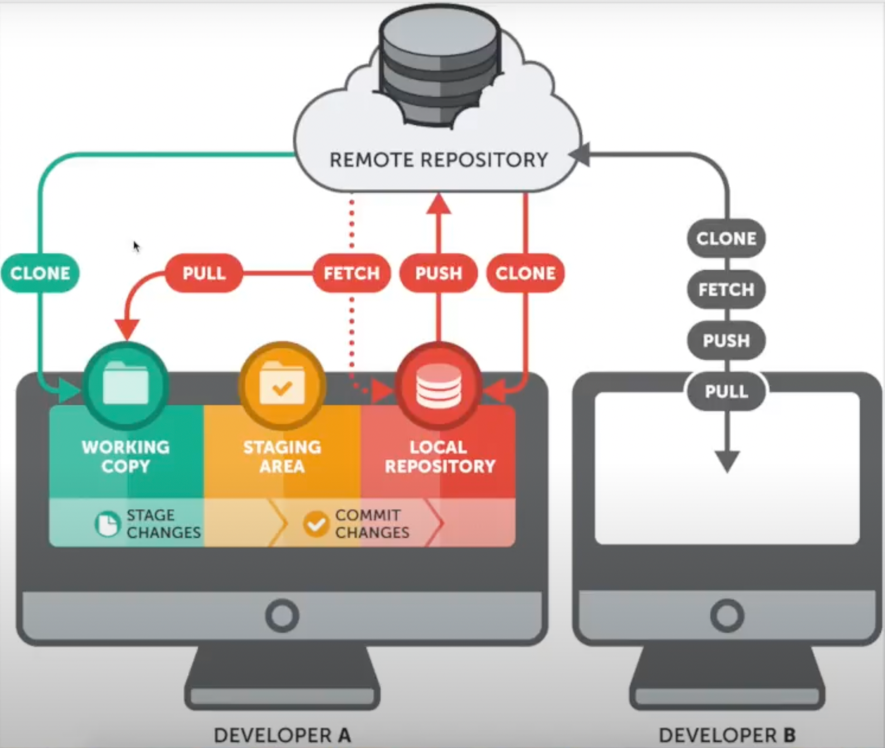 REMOTE REPOSITORY
CLONE
PULL
FETCH
PUSH
CLONE
CLONE
FETCH
PUSH
PULL
WORKING
COPY
STAGING
AREA
LOCAL
REPOSITORY
STAGE
CHANGES
COMMIT
CHANGES
DEVELOPER A
DEVELOPER B